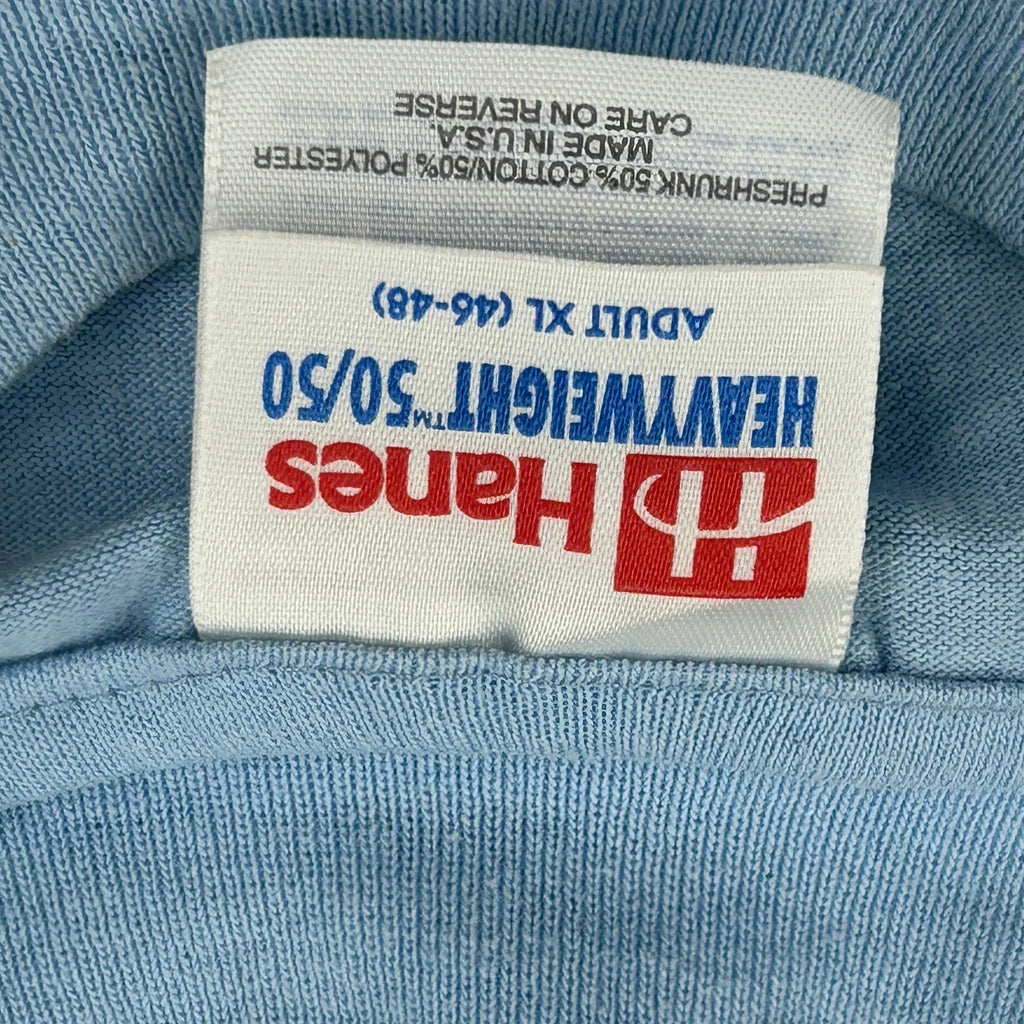 Hanes
HEAVYWEIGHT™ 50/50
ADULT XL (46-48)
PRESHRUNK 50% COTTON/50% POLYESTER
MADE IN U.S.A.
CARE ON REVERSE